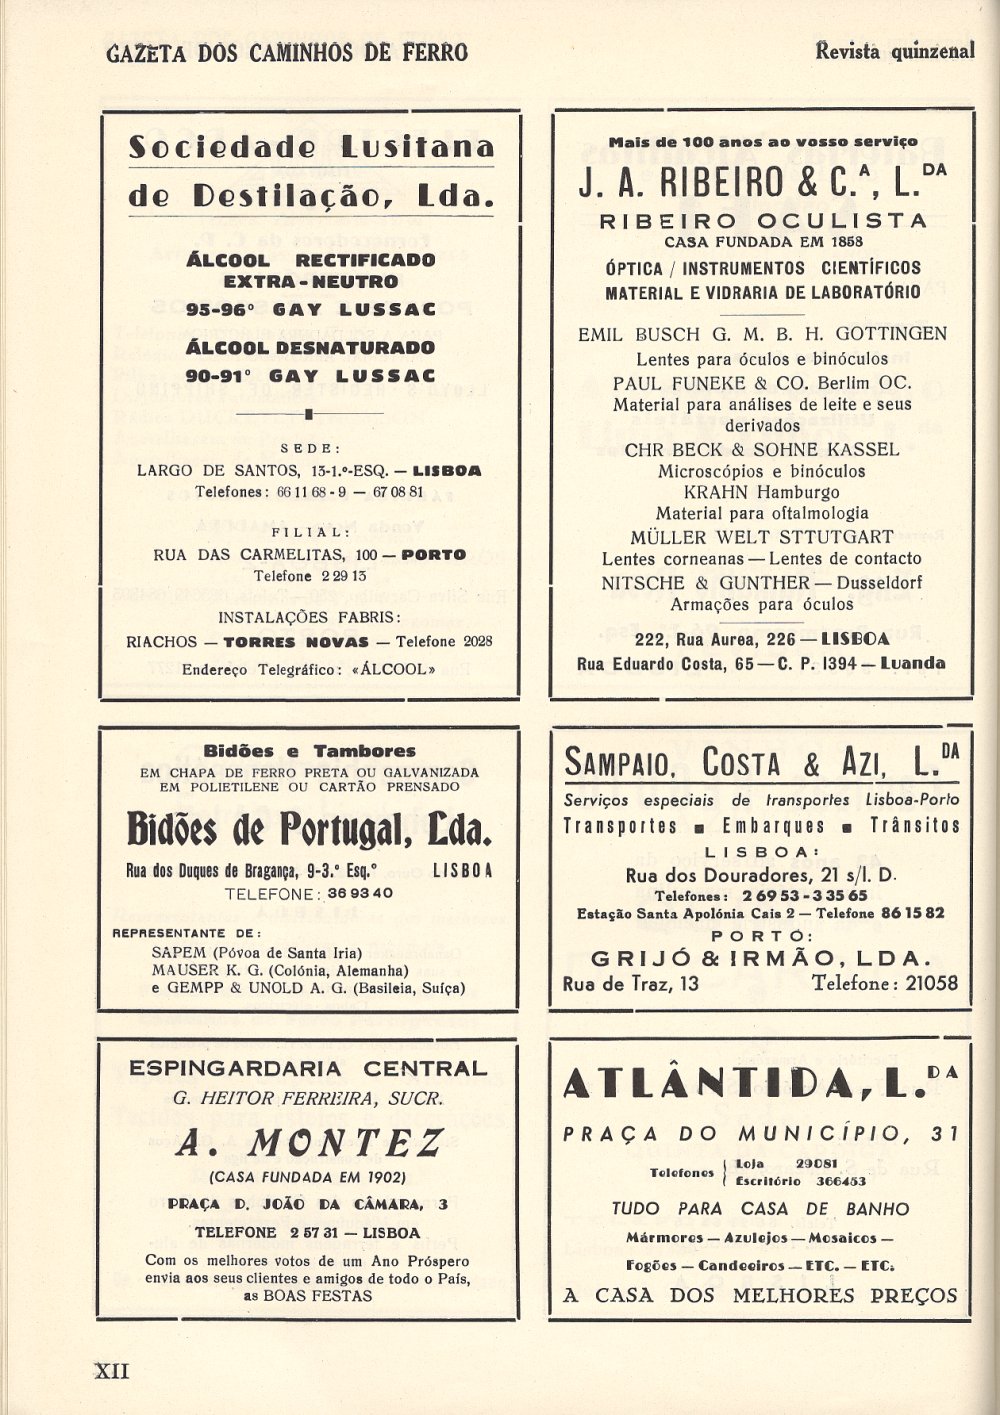 GAZETA DOS CAMINHOS DE FERRO
Revista quinzenal
Sociedade Lusitana
de Destilação, Lda.
ÁLCOOL RECTIFICADO
EXTRA-NEUTRO
95-96º GAY LUSSAC
ÁLCOOL DESNATURADO
90-91º GAY LUSSAC
SEDE:
LARGO DE SANTOS, 13-1.º-ESQ. — LISBOA
Telefones: 66 11 68-9 — 67 08 81
FILIAL:
RUA DAS CARMELITAS, 100 — PORTO
Telefone 2 29 13
INSTALAÇÕES FABRIS:
RIACHOS — TORRES NOVAS — Telefone 2028
Endereço Telegráfico: «ÁLCOOL»
Mais de 100 anos ao vosso serviço
J. A. RIBEIRO & C.A, L.DA
RIBEIRO OCULISTA
CASA FUNDADA EM 1858
ÓPTICA / INSTRUMENTOS CIENTÍFICOS
MATERIAL E VIDRARIA DE LABORATÓRIO
EMIL BUSCH G. M. B. H. GOTTINGEN
Lentes para óculos e binóculos
PAUL FUNEKE & CO. Berlim OC.
Material para análises de leite e seus
derivados
CHR BECK & SOHNE KASSEL
Microscópios e binóculos
KRAHN Hamburgo
Material para oftalmologia
MÜLLER WELT STTUTGART
Lentes corneanas — Lentes de contacto
NITSCHE & GUNTHER — Dusseldorf
Armações para óculos
222, Rua Aurea, 226 — LISBOA
Rua Eduardo Costa, 65 — C. P. 1394 — Luanda
Bidões e Tambores
EM CHAPA DE FERRO PRETA OU GALVANIZADA
EM POLIETILENE OU CARTÃO PRENSADO
Bidões de Portugal, Lda.
Rua dos Duques de Bragança, 9-3.º Esq.º LISBOA
TELEFONE: 36 93 40
REPRESENTANTE DE:
SAPEM (Póvoa de Santa Iria)
MAUSER K. G. (Colónia, Alemanha)
e GEMPP & UNOLD A. G. (Basileia, Suíça)
SAMPAIO, COSTA & AZI, L.DA
Serviços especiais de transportes Lisboa-Porto
Transportes ■ Embarques ■ Trânsitos
LISBOA:
Rua dos Douradores, 21 s/l. D.
Telefones: 2 69 53 - 3 35 65
Estação Santa Apolónia Cais 2 — Telefone 86 15 82
PORTO:
GRIJÓ & IRMÃO, LDA.
Rua de Traz, 13 Telefone: 21058
ESPINGARDARIA CENTRAL
G. HEITOR FERREIRA, SUCR.
A. MONTEZ
(CASA FUNDADA EM 1902)
PRAÇA D. JOÃO DA CÂMARA, 3
TELEFONE 2 57 31 — LISBOA
Com os melhores votos de um Ano Próspero
envia aos seus clientes e amigos de todo o País,
as BOAS FESTAS
ATLÂNTIDA, L.DA
PRAÇA DO MUNICÍPIO, 31
Telefones { Loja 29081
Escritório 366453
TUDO PARA CASA DE BANHO
Mármores — Azulejos — Mosaicos —
Fogões — Candeeiros — ETC. — ETC.
A CASA DOS MELHORES PREÇOS
XII